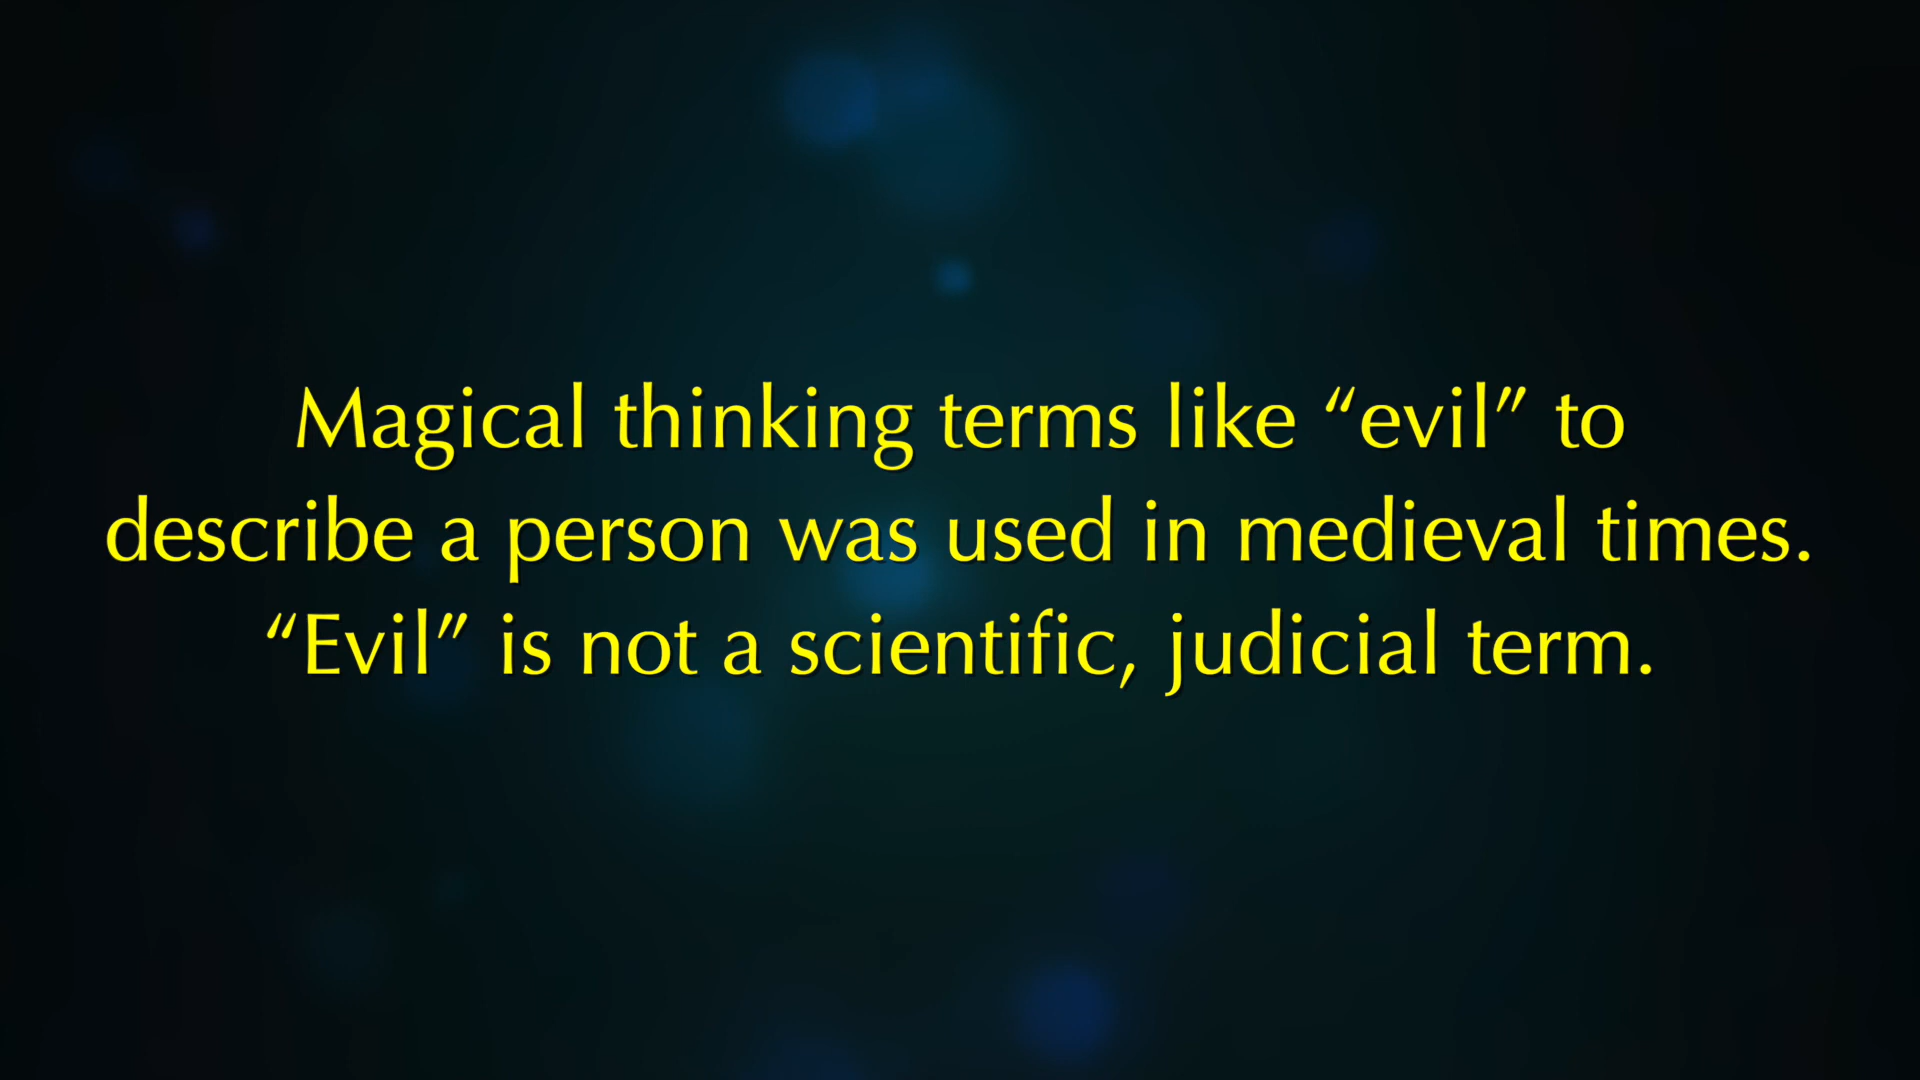 Magical thinking terms like “evil” to
describe a person was used in medieval times.
“Evil” is not a scientific, judicial term.